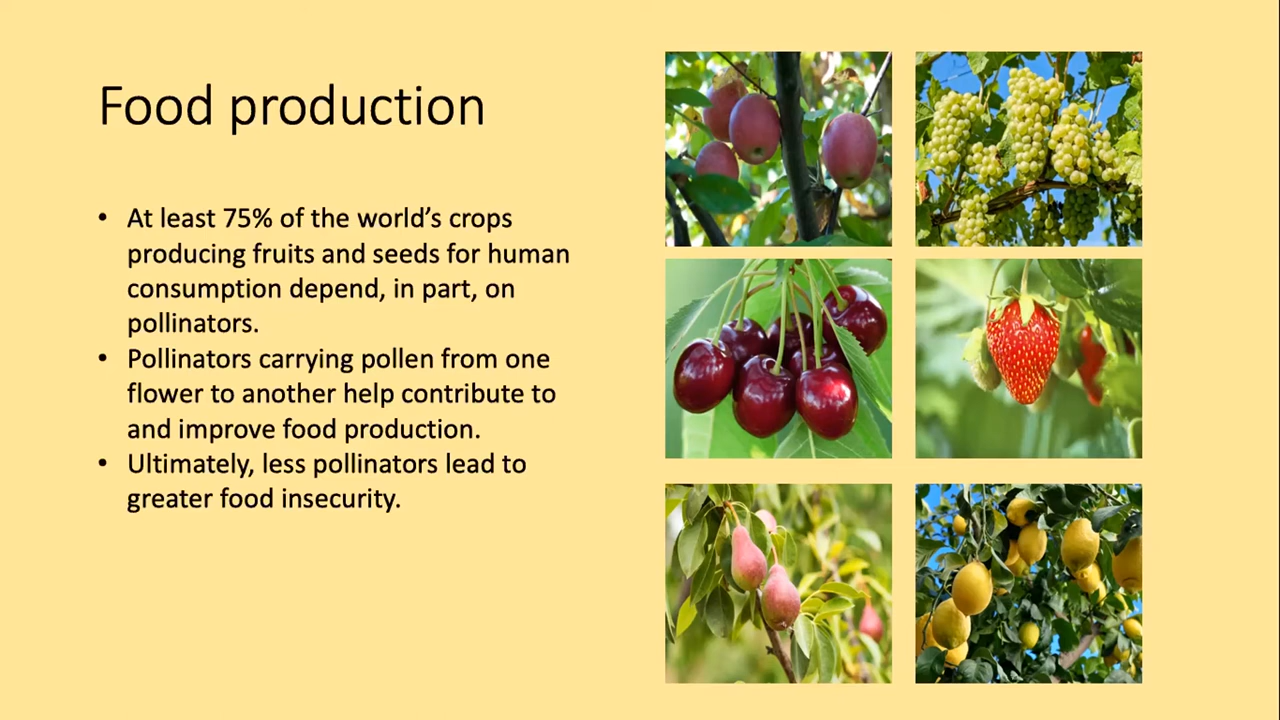 Food production
• At least 75% of the world’s crops
producing fruits and seeds for human
consumption depend, in part, on
pollinators.
• Pollinators carrying pollen from one
flower to another help contribute to
and improve food production.
• Ultimately, less pollinators lead to
greater food insecurity.